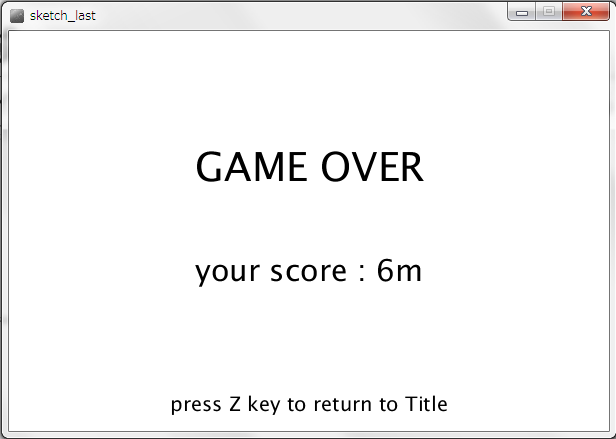 sketch_last
GAME OVER
your score : 6m
press Z key to return to Title